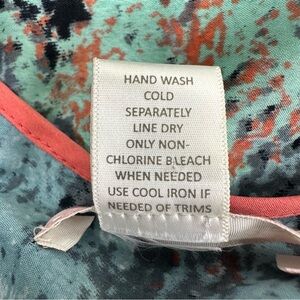 HAND WASH
COLD
SEPARATELY
LINE DRY
ONLY NON-
CHLORINE BLEACH
WHEN NEEDED
USE COOL IRON IF
NEEDED OF TRIMS